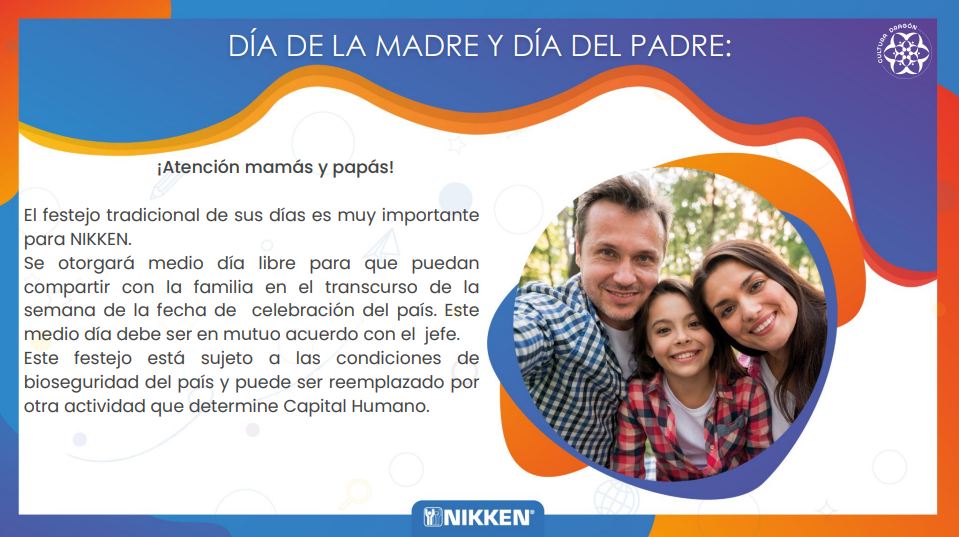 DÍA DE LA MADRE Y DÍA DEL PADRE:
CULTURA DRAGÓN
¡Atención mamás y papás!
El festejo tradicional de sus días es muy importante
para NIKKEN.
Se otorgará medio día libre para que puedan
compartir con la familia en el transcurso de la
semana de la fecha de celebración del país. Este
medio día debe ser en mutuo acuerdo con el jefe.
Este festejo está sujeto a las condiciones de
bioseguridad del país y puede ser reemplazado por
otra actividad que determine Capital Humano.
NIKKEN®